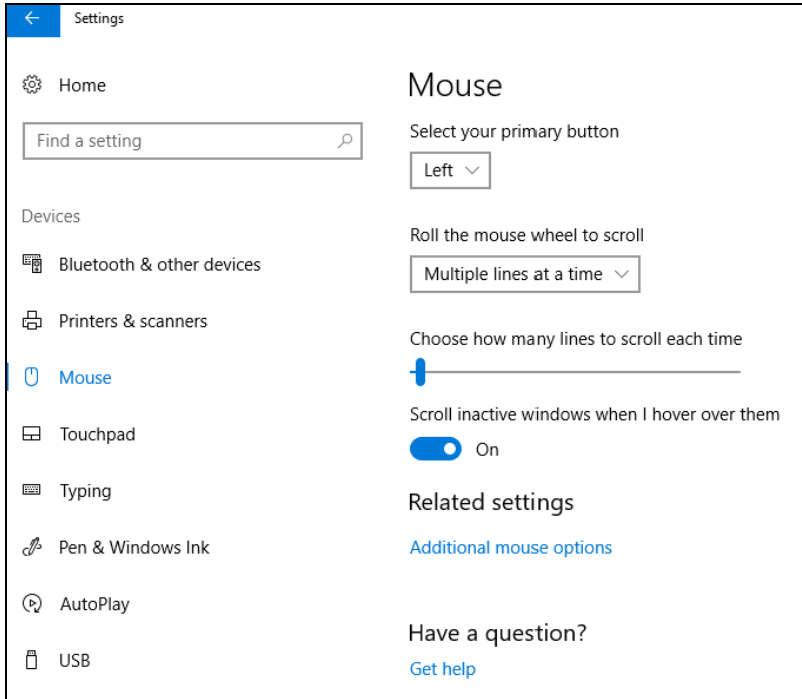 Settings
Home
Find a setting
Devices
Bluetooth & other devices
Printers & scanners
Mouse
Touchpad
Typing
Pen & Windows Ink
AutoPlay
USB
Mouse
Select your primary button
Left
Roll the mouse wheel to scroll
Multiple lines at a time
Choose how many lines to scroll each time
Scroll inactive windows when I hover over them
On
Related settings
Additional mouse options
Have a question?
Get help